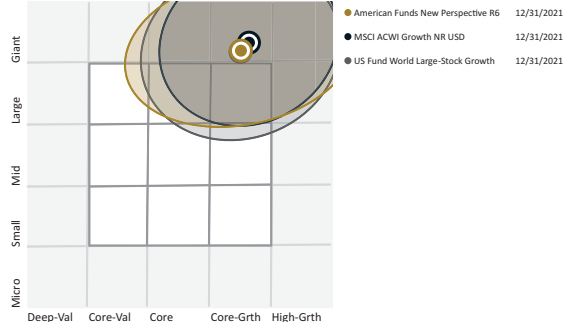 American Funds New Perspective R6 12/31/2021
MSCI ACWI Growth NR USD 12/31/2021
US Fund World Large-Stock Growth 12/31/2021
Giant
Large
Mid
Small
Micro
Deep-Val Core-Val Core Core-Grth High-Grth